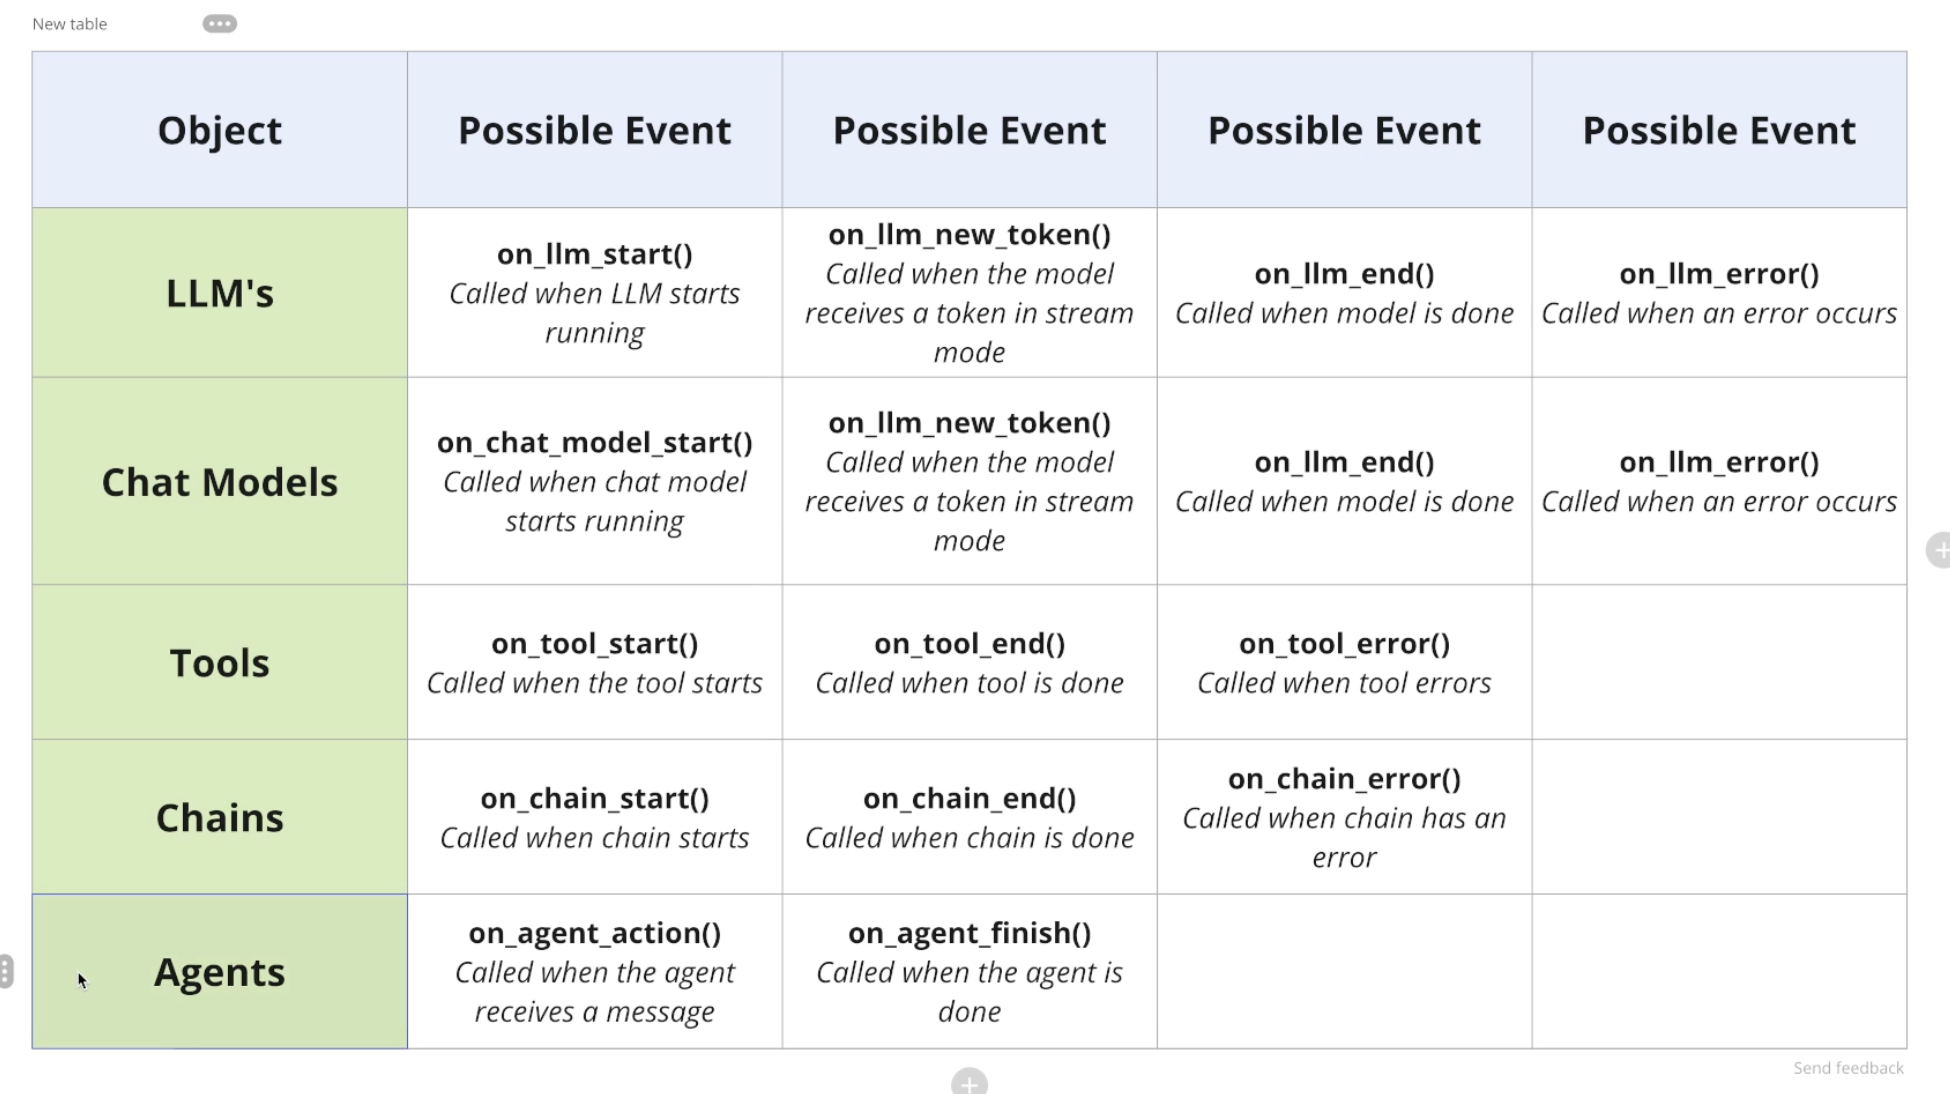 New table
Object
Possible Event
Possible Event
Possible Event
Possible Event
LLM's
on_llm_start()
Called when LLM starts
running
on_llm_new_token()
Called when the model
receives a token in stream
mode
on_llm_end()
Called when model is done
on_llm_error()
Called when an error occurs
Chat Models
on_chat_model_start()
Called when chat model
starts running
on_llm_new_token()
Called when the model
receives a token in stream
mode
on_llm_end()
Called when model is done
on_llm_error()
Called when an error occurs
Tools
on_tool_start()
Called when the tool starts
on_tool_end()
Called when tool is done
on_tool_error()
Called when tool errors
Chains
on_chain_start()
Called when chain starts
on_chain_end()
Called when chain is done
on_chain_error()
Called when chain has an
error
Agents
on_agent_action()
Called when the agent
receives a message
on_agent_finish()
Called when the agent is
done
Send feedback